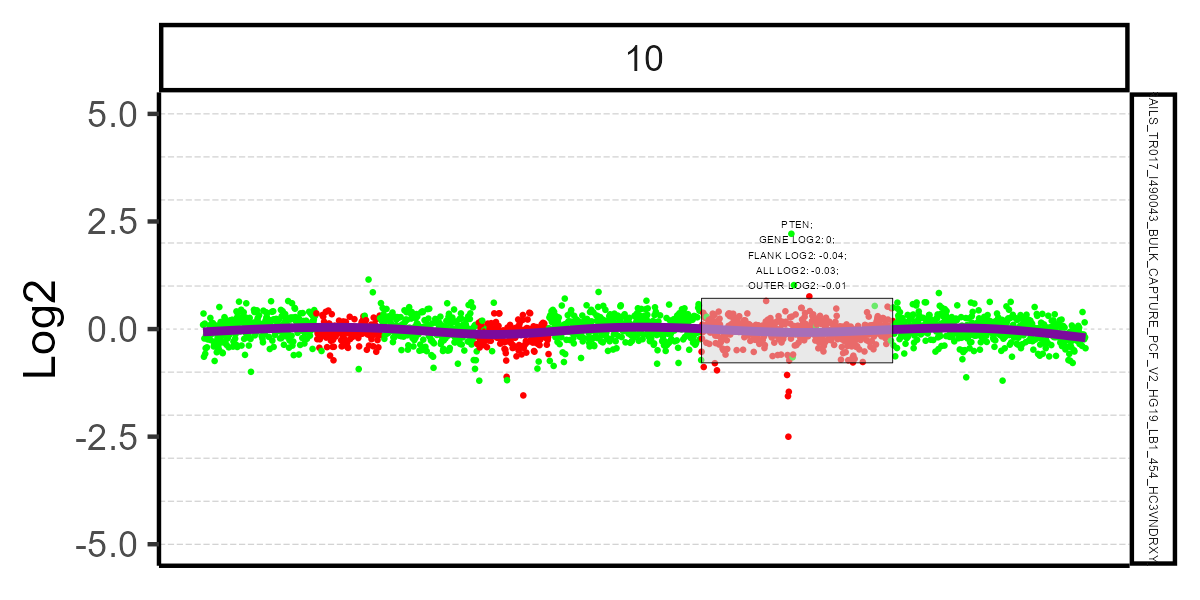 10
5.0
2.5
0.0
-2.5
-5.0
Log2
PTEN;
GENE LOG2: 0;
FLANK LOG2: -0.04;
ALL LOG2: -0.03;
OUTER LOG2: -0.01
AILS_TR017_I490043_BULK_CAPTURE_PCF_V2_HG19_LB1_454_HC3VNDRXY